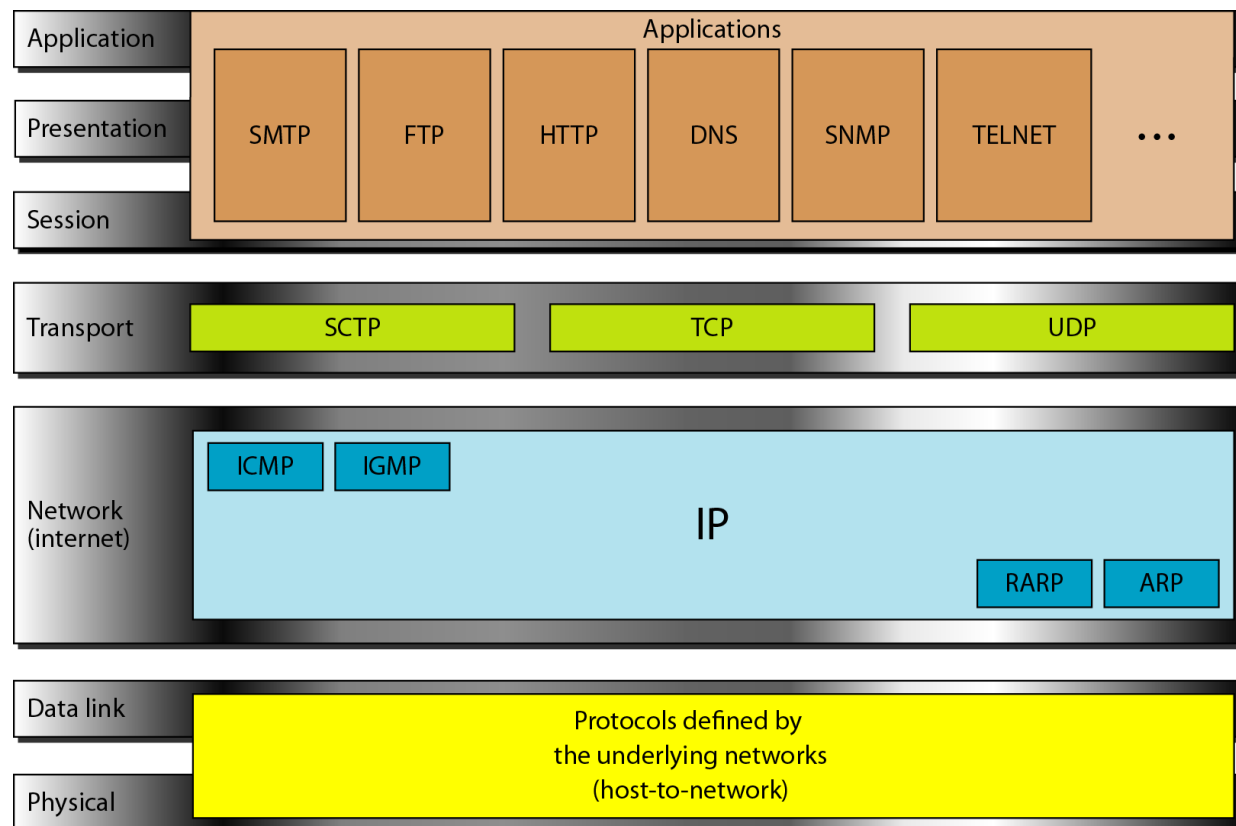 Application
Applications
Presentation
SMTP FTP HTTP DNS SNMP TELNET ...
Session
Transport
SCTP TCP UDP
Network
(internet)
ICMP IGMP
IP
RARP ARP
Data link
Protocols defined by
the underlying networks
(host-to-network)
Physical